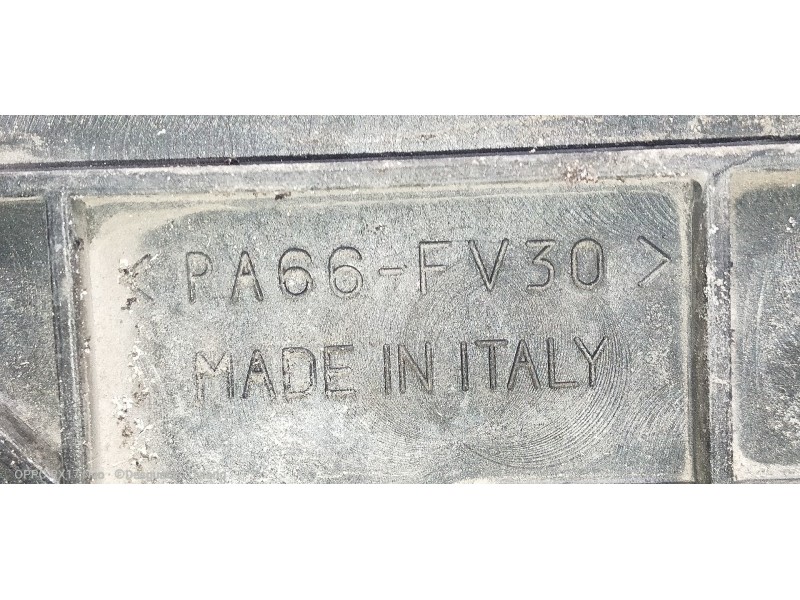 < PA66-FV30 >
MADE IN ITALY